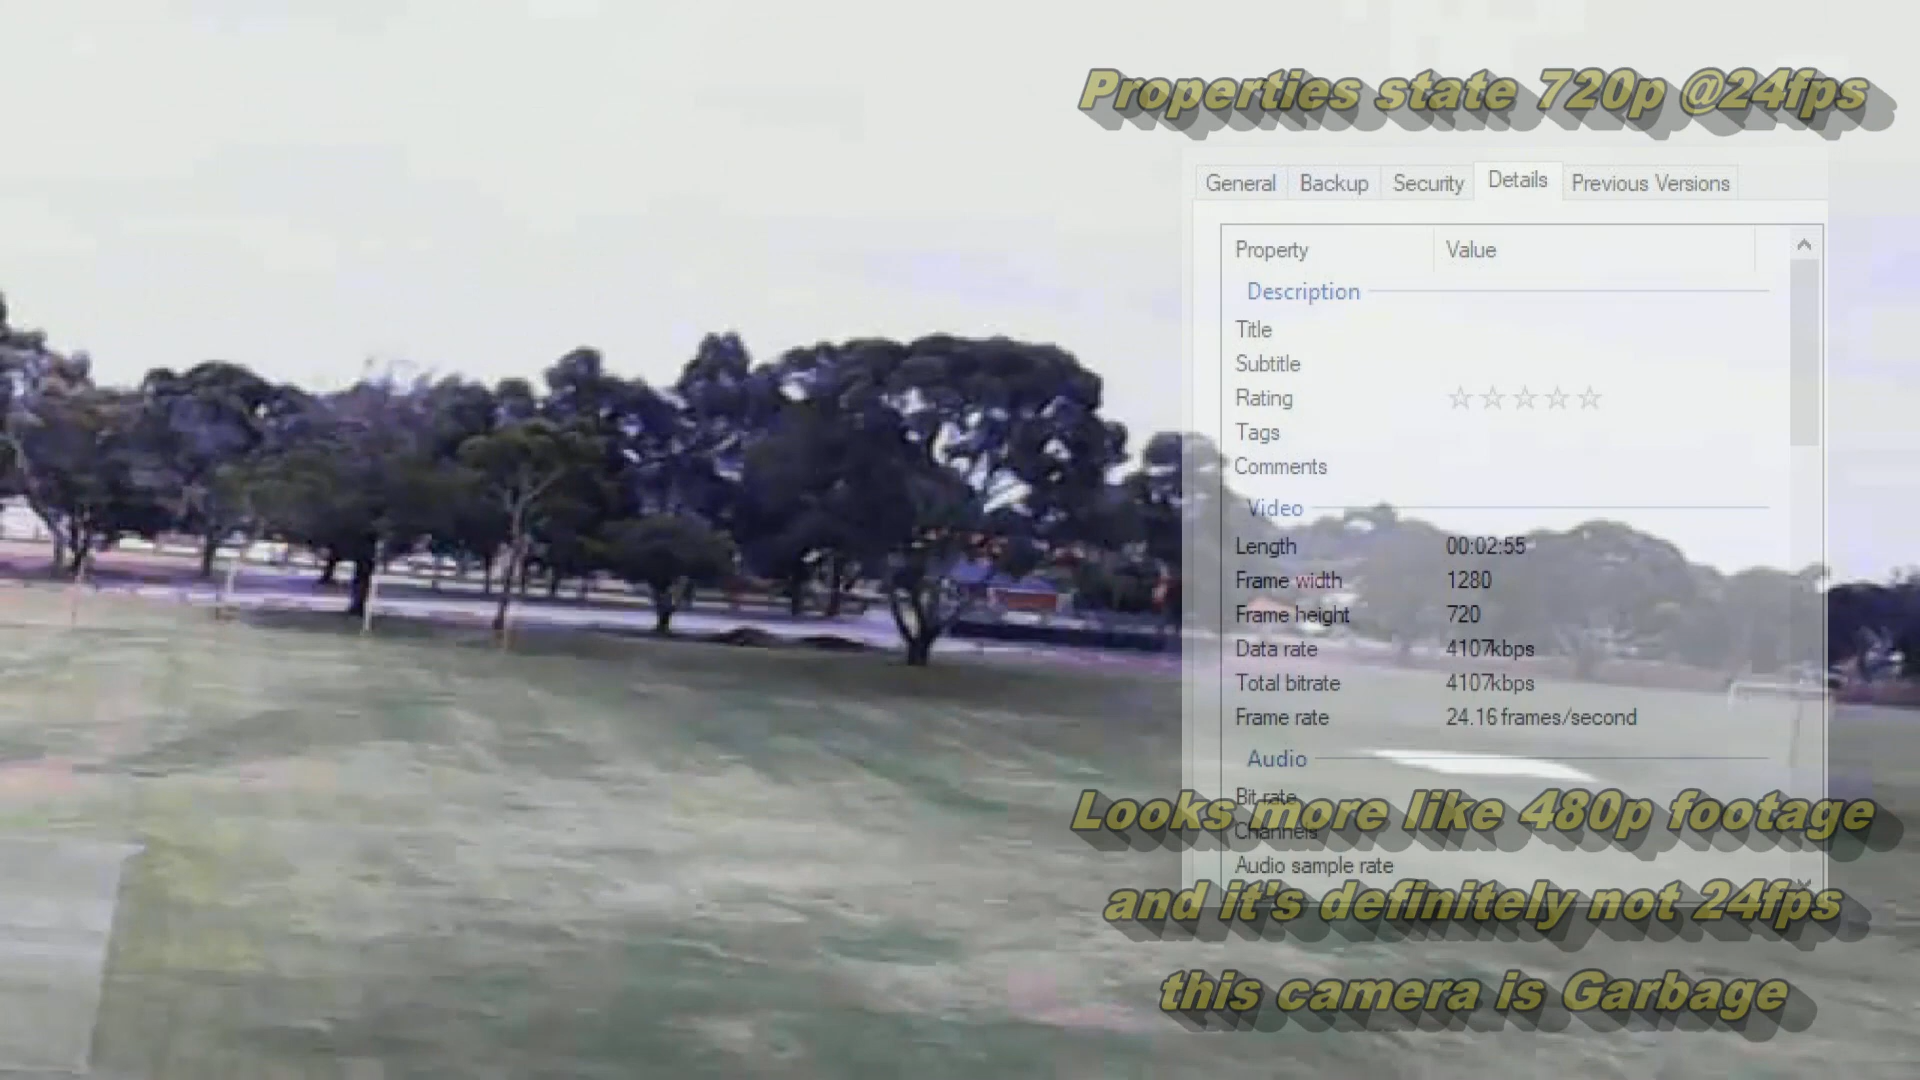 Properties state 720p @24fps
General Backup Security Details Previous Versions
Property Value
Description
Title
Subtitle
Rating
Tags
Comments
Video
Length 00:02:55
Frame width 1280
Frame height 720
Data rate 4107kbps
Total bitrate 4107kbps
Frame rate 24.16 frames/second
Audio
Bit rate
Looks more like 480p footage
Channels
Audio sample rate
and it's definitely not 24fps
this camera is Garbage